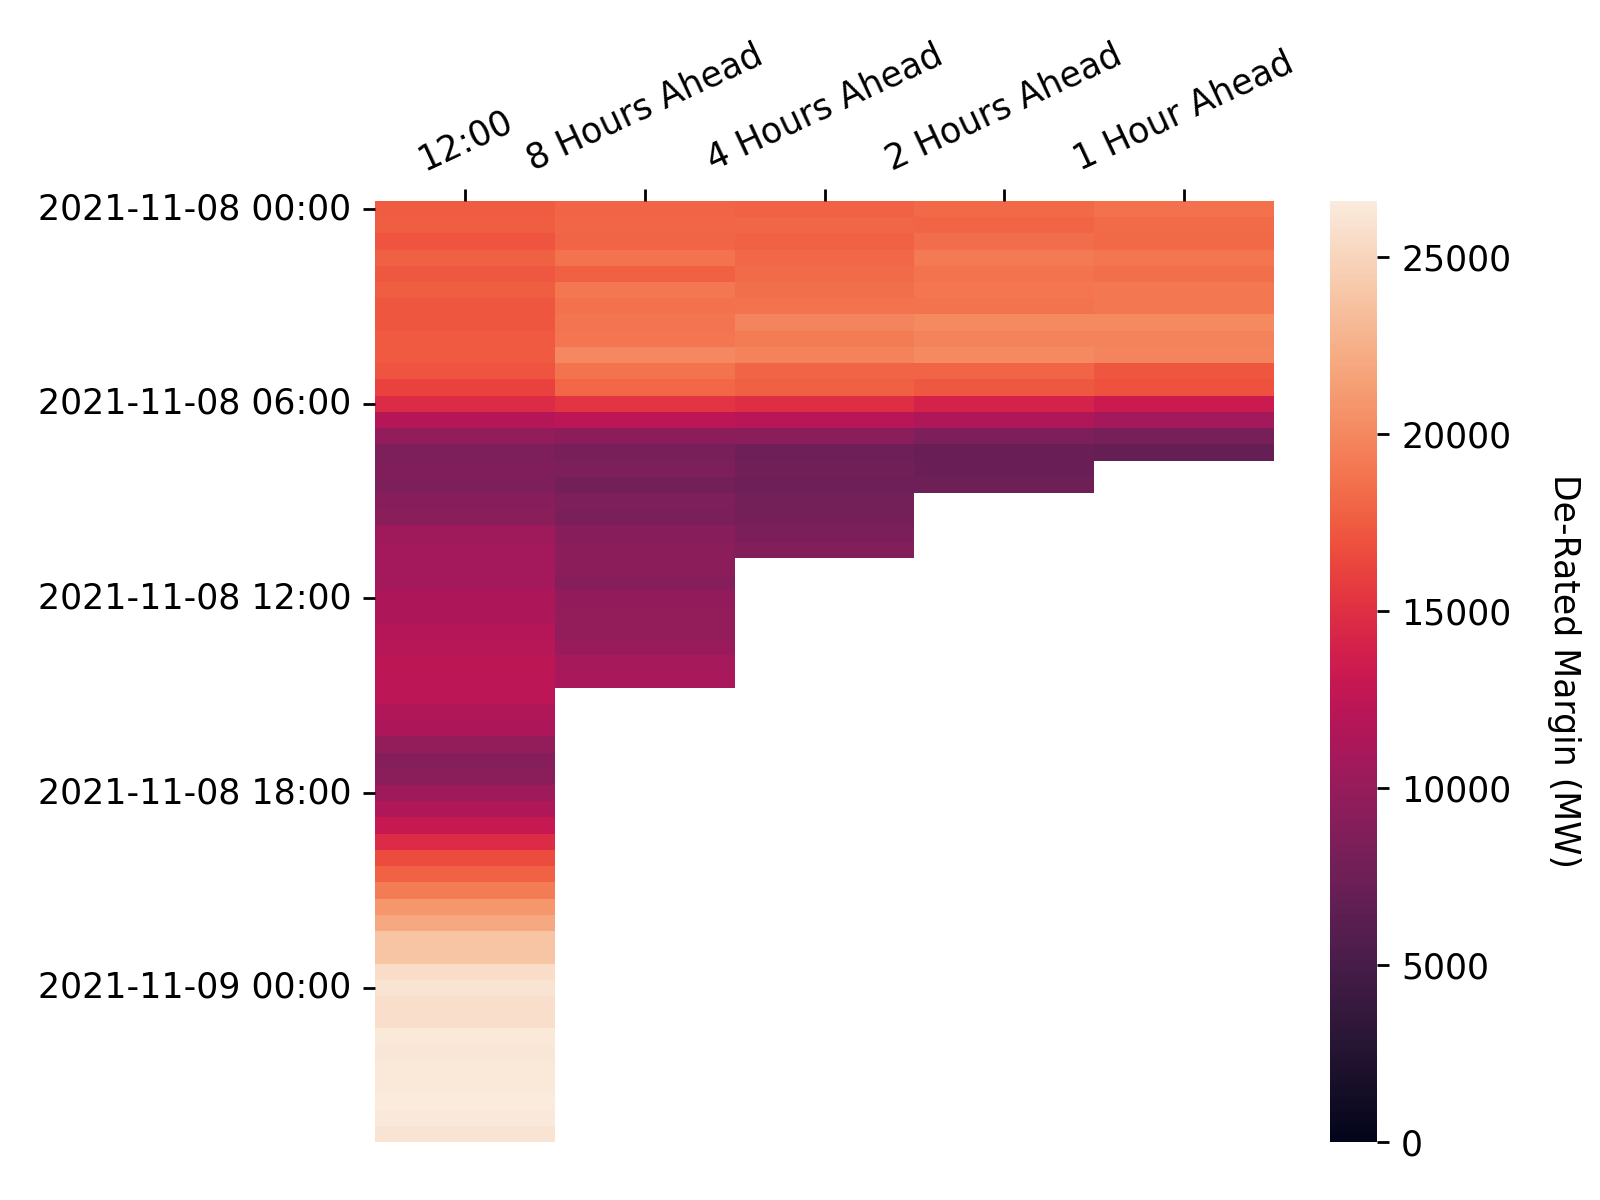 12:00
8 Hours Ahead
4 Hours Ahead
2 Hours Ahead
1 Hour Ahead
2021-11-08 00:00
2021-11-08 06:00
2021-11-08 12:00
2021-11-08 18:00
2021-11-09 00:00
25000
20000
15000
10000
5000
0
De-Rated Margin (MW)